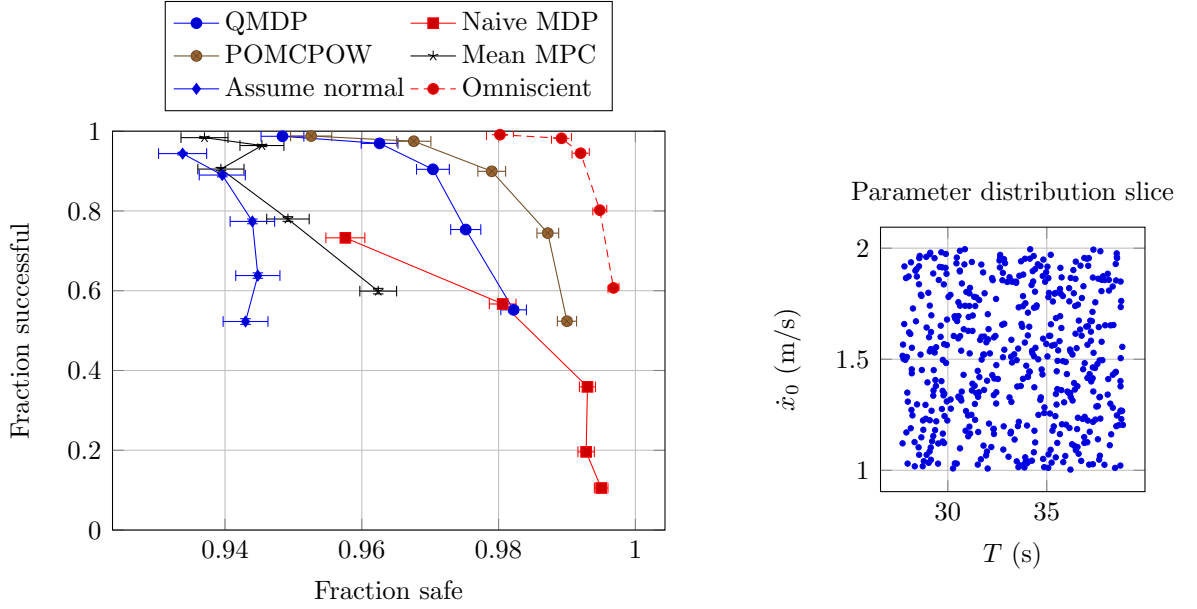 QMDP Naive MDP
POMCPOW Mean MPC
Assume normal Omniscient
1
0.8
0.6
0.4
0.2
0
Fraction successful
0.94 0.96 0.98 1
Fraction safe
Parameter distribution slice
2
1.5
1
ẋ₀ (m/s)
30 35
T (s)